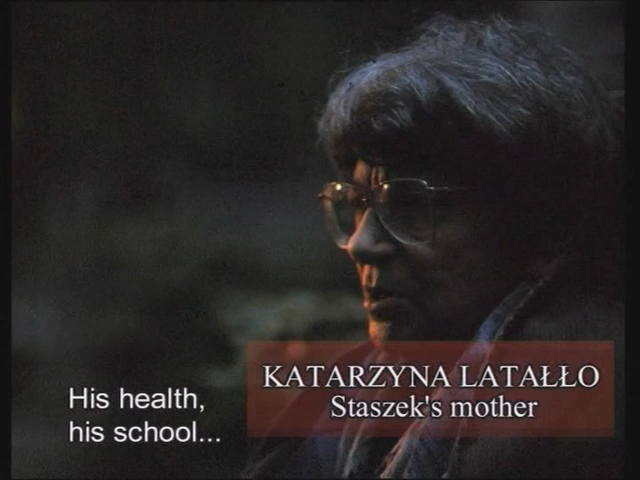 KATARZYNA LATAŁŁO
Staszek's mother
His health,
his school...